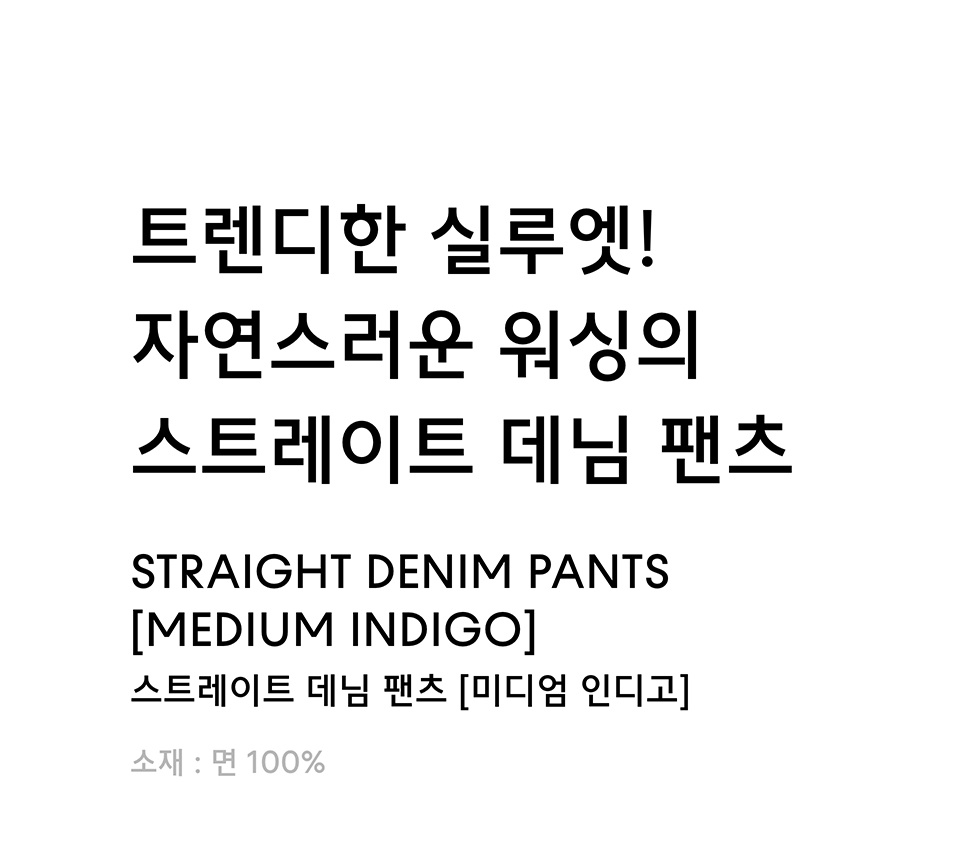 트렌디한 실루엣!
자연스러운 워싱의
스트레이트 데님 팬츠
STRAIGHT DENIM PANTS
[MEDIUM INDIGO]
스트레이트 데님 팬츠 [미디엄 인디고]
소재 : 면 100%